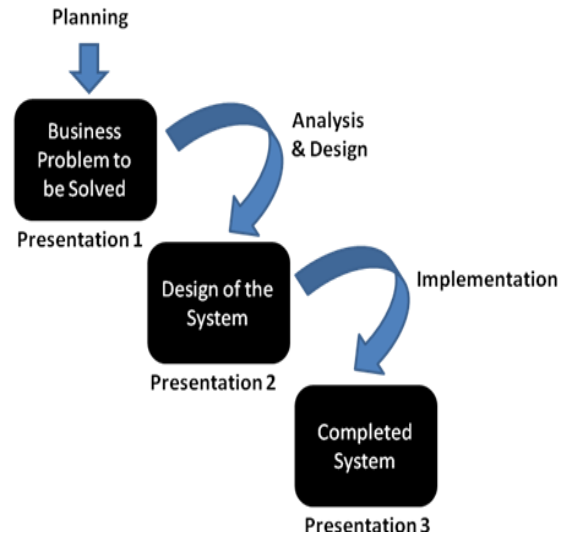 Planning
Business
Problem to
be Solved
Presentation 1
Analysis
& Design
Design of the
System
Presentation 2
Implementation
Completed
System
Presentation 3